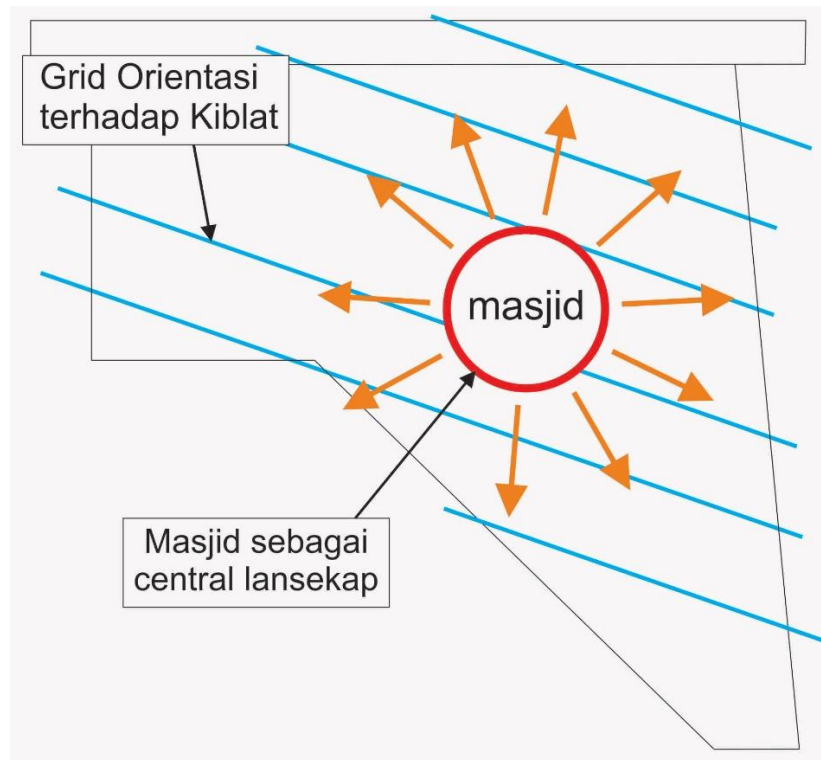 Grid Orientasi
terhadap Kiblat
masjid
Masjid sebagai
central lansekap